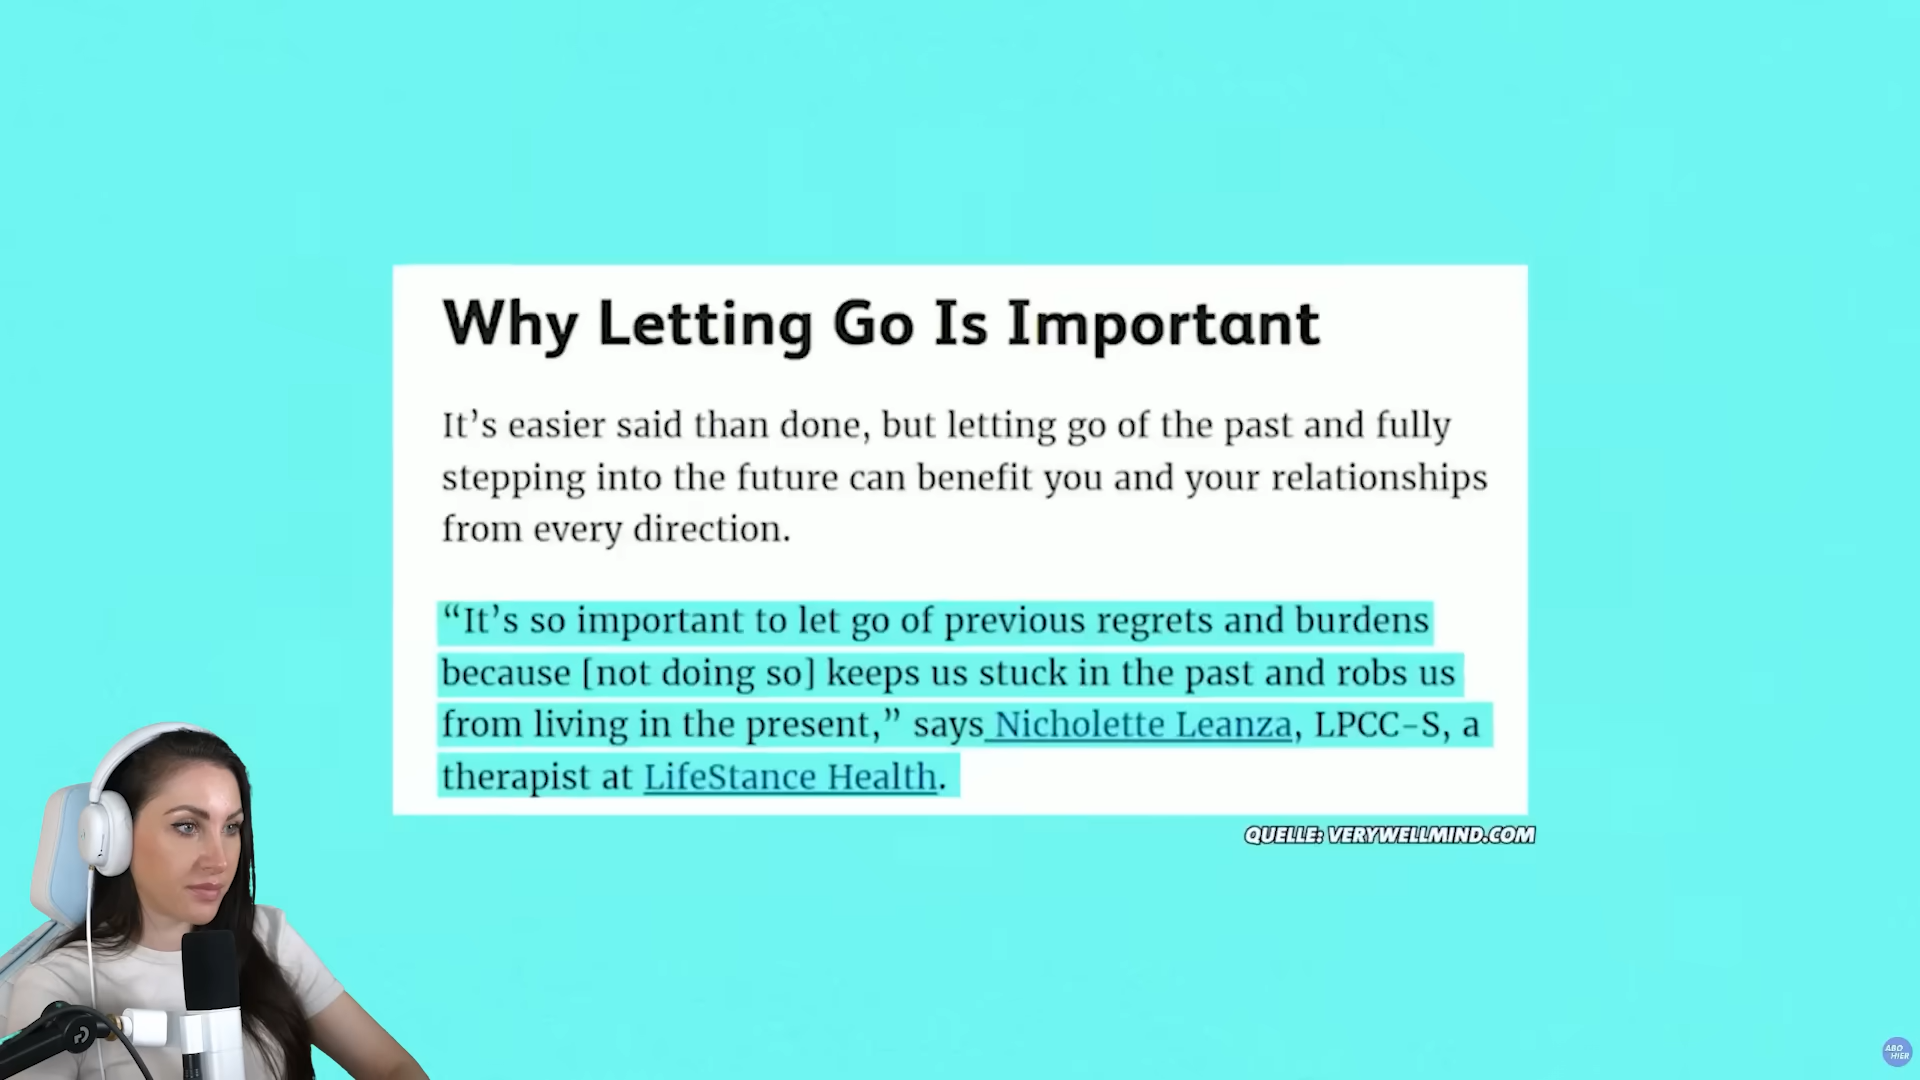 Why Letting Go Is Important
It’s easier said than done, but letting go of the past and fully
stepping into the future can benefit you and your relationships
from every direction.
“It’s so important to let go of previous regrets and burdens
because [not doing so] keeps us stuck in the past and robs us
from living in the present,” says Nicholette Leanza, LPCC-S, a
therapist at LifeStance Health.
QUELLE: VERYWELLMIND.COM
ABO
HIER